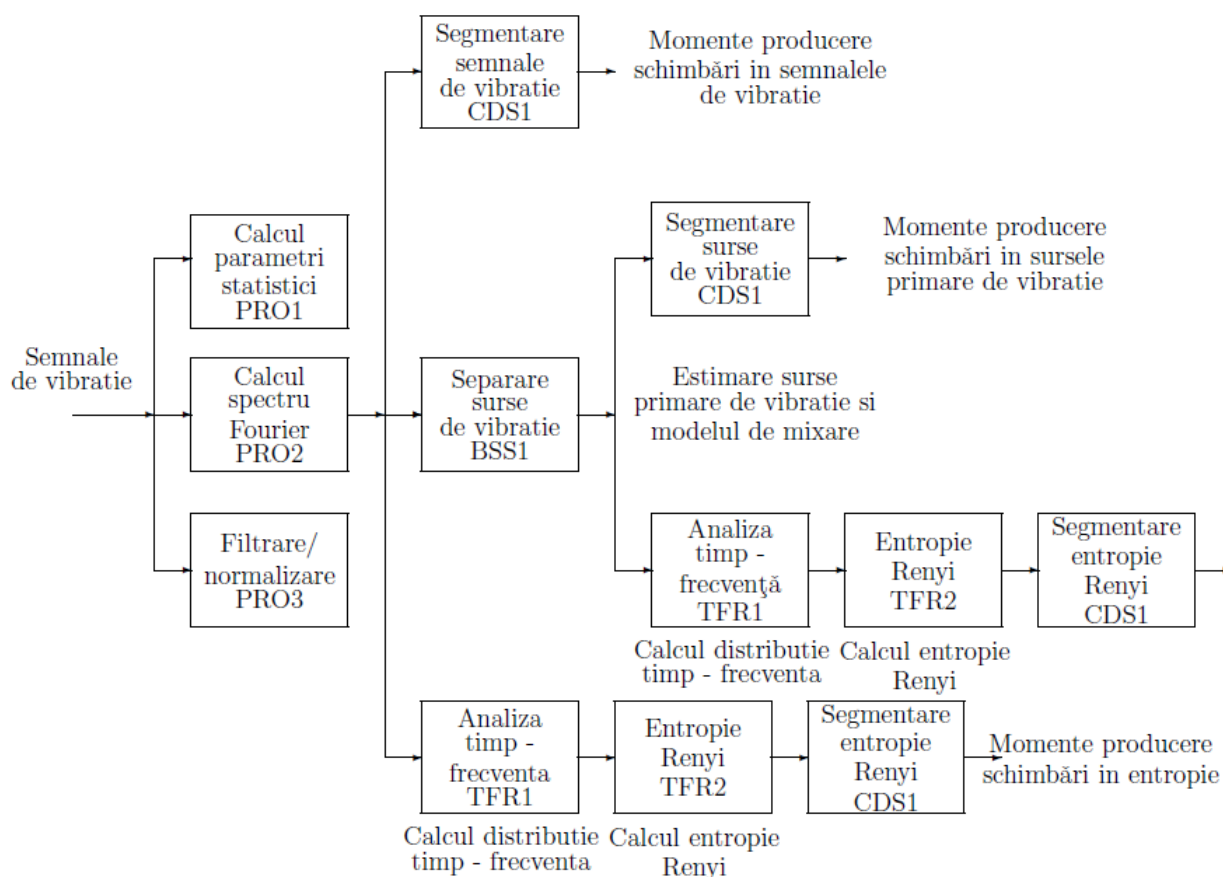 Segmentare
semnale
de vibratie
CDS1
Momente producere
schimbări in semnalele
de vibratie
Calcul
parametri
statistici
PRO1
Segmentare
surse
de vibratie
CDS1
Momente producere
schimbări in sursele
primare de vibratie
Semnale
de vibratie
Calcul
spectru
Fourier
PRO2
Separare
surse
de vibratie
BSS1
Estimare surse
primare de vibratie si
modelul de mixare
Filtrare/
normalizare
PRO3
Analiza
timp -
frecvenţă
TFR1
Entropie
Renyi
TFR2
Segmentare
entropie
Renyi
CDS1
Calcul distributie
timp - frecventa
Calcul entropie
Renyi
Analiza
timp -
frecventa
TFR1
Entropie
Renyi
TFR2
Segmentare
entropie
Renyi
CDS1
Momente producere
schimbări in entropie
Calcul distributie
timp - frecventa
Calcul entropie
Renyi